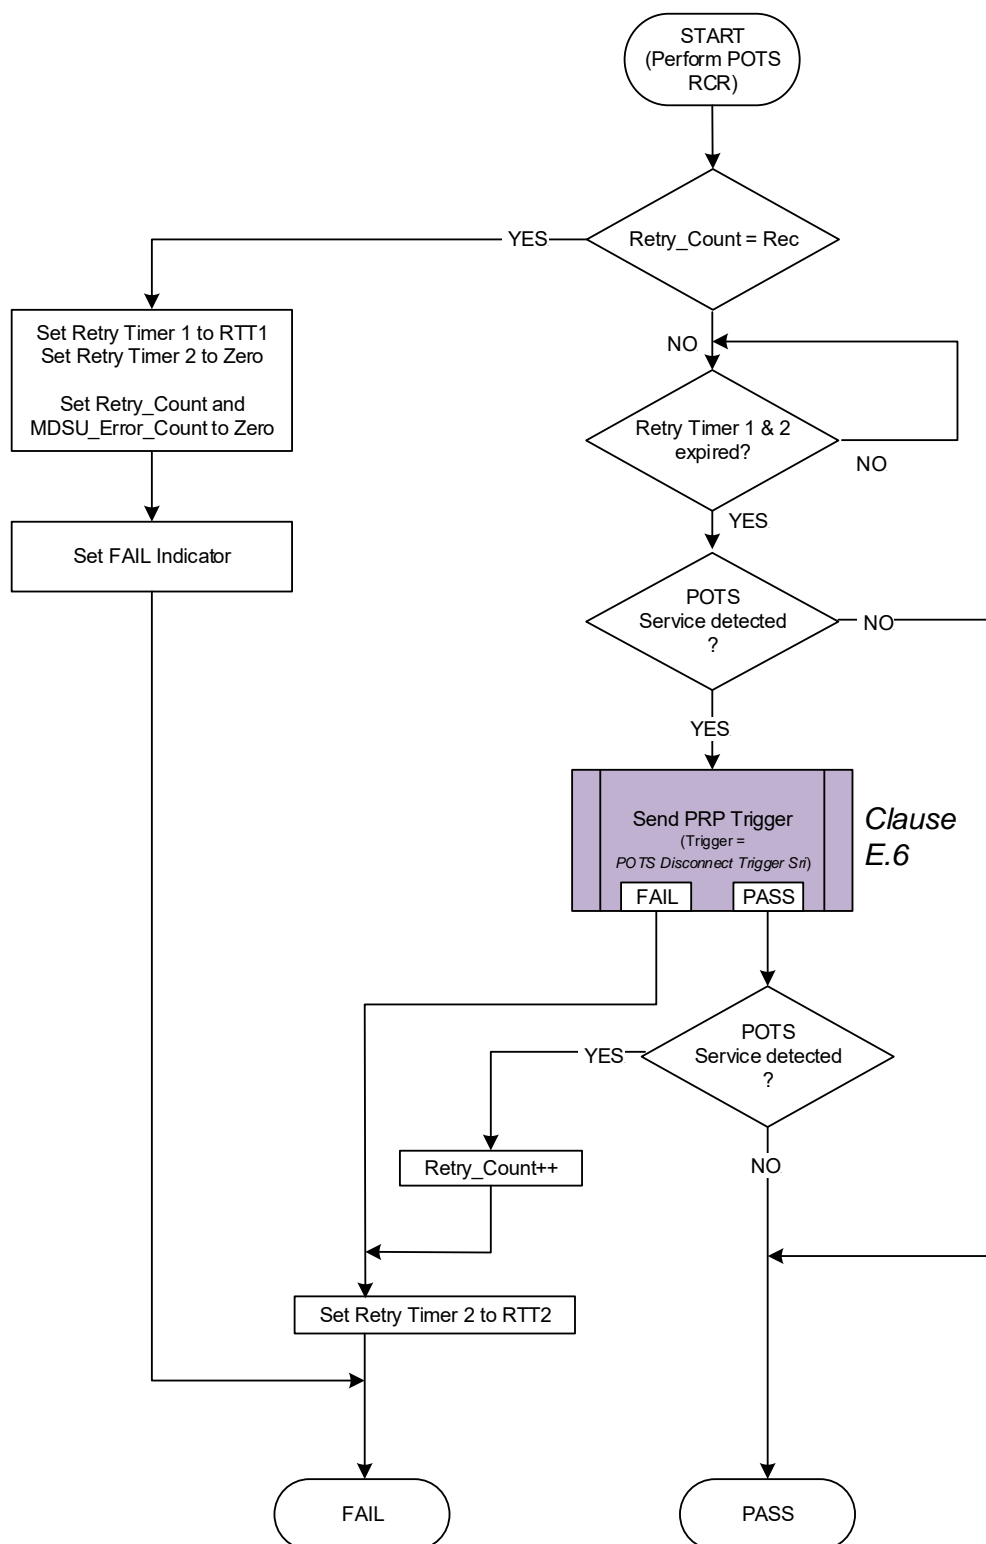 START
(Perform POTS
RCR)
Retry_Count = Rec
YES
Set Retry Timer 1 to RTT1
Set Retry Timer 2 to Zero
Set Retry_Count and
MDSU_Error_Count to Zero
Set FAIL Indicator
NO
Retry Timer 1 & 2
expired?
NO
YES
POTS
Service detected
?
NO
YES
Send PRP Trigger
(Trigger =
POTS Disconnect Trigger Sri)
FAIL
PASS
Clause
E.6
POTS
Service detected
?
YES
Retry_Count++
NO
Set Retry Timer 2 to RTT2
FAIL
PASS